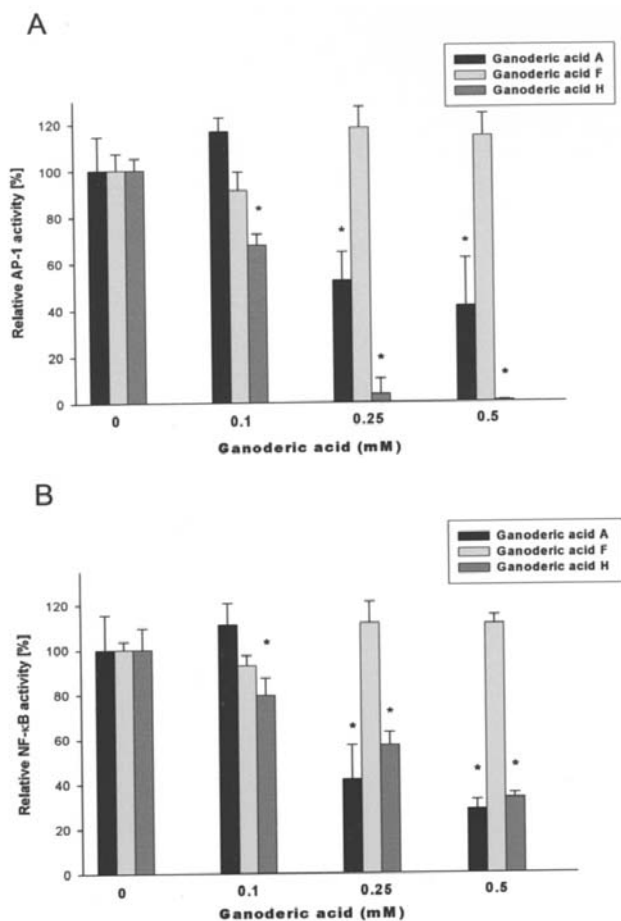 A
Ganoderic acid A
Ganoderic acid F
Ganoderic acid H
Relative AP-1 activity [%]
120
100
80
60
40
20
0
*
*
*
*
*
0
0.1
0.25
0.5
Ganoderic acid (mM)
B
Ganoderic acid A
Ganoderic acid F
Ganoderic acid H
Relative NF-κB activity [%]
120
100
80
60
40
20
0
*
*
*
*
*
0
0.1
0.25
0.5
Ganoderic acid (mM)